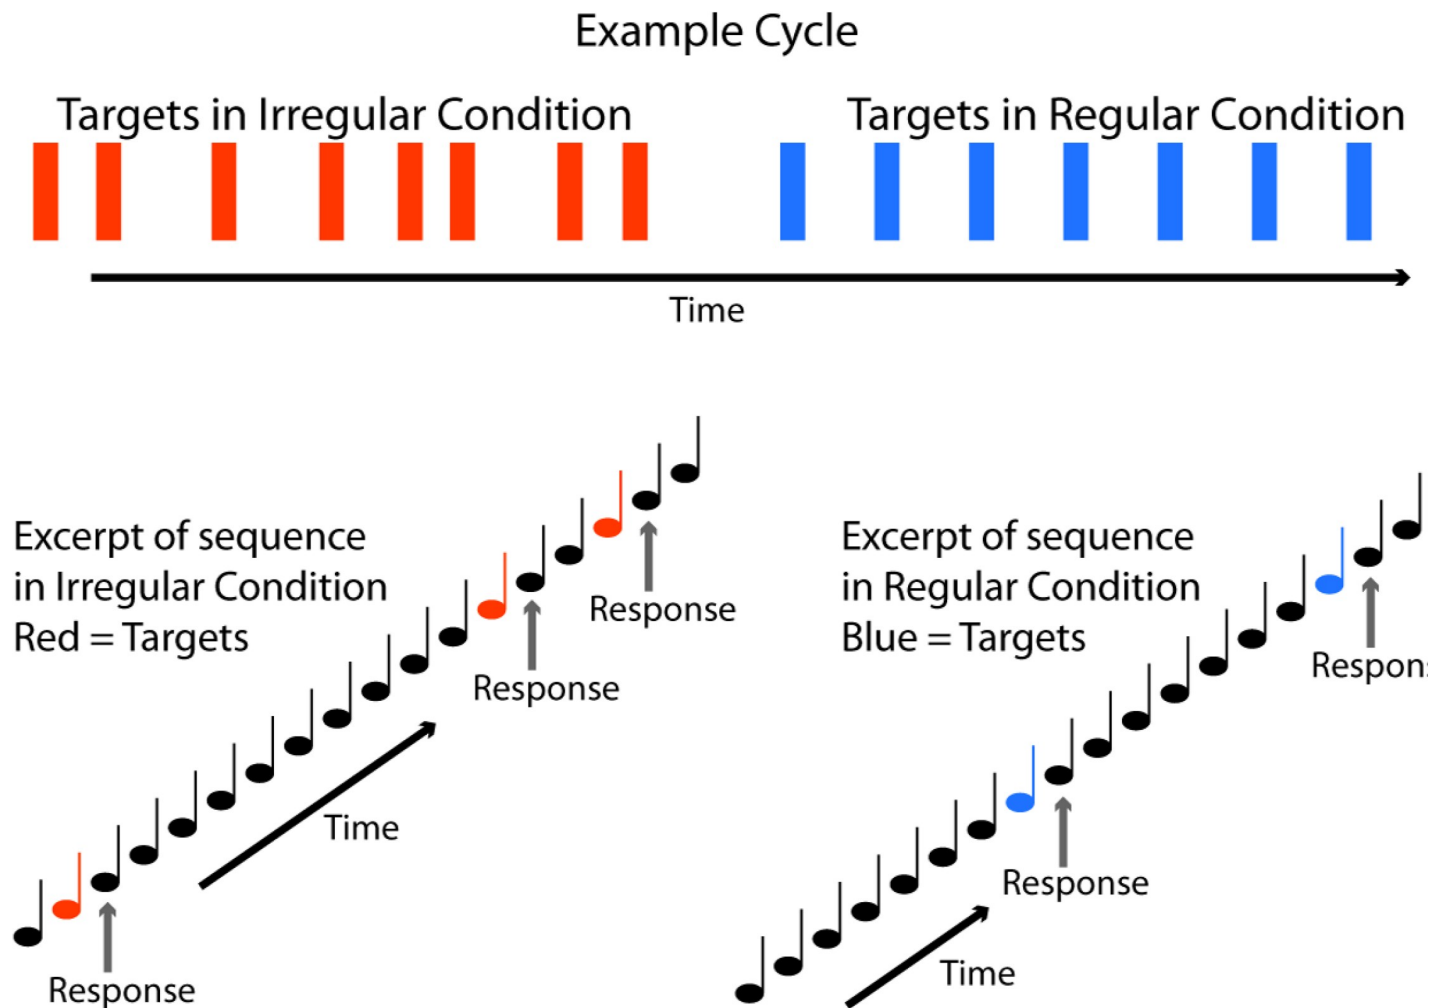 Example Cycle
Targets in Irregular Condition
Targets in Regular Condition
Time
Excerpt of sequence
in Irregular Condition
Red = Targets
Response
Response
Response
Time
Excerpt of sequence
in Regular Condition
Blue = Targets
Respon
Response
Time